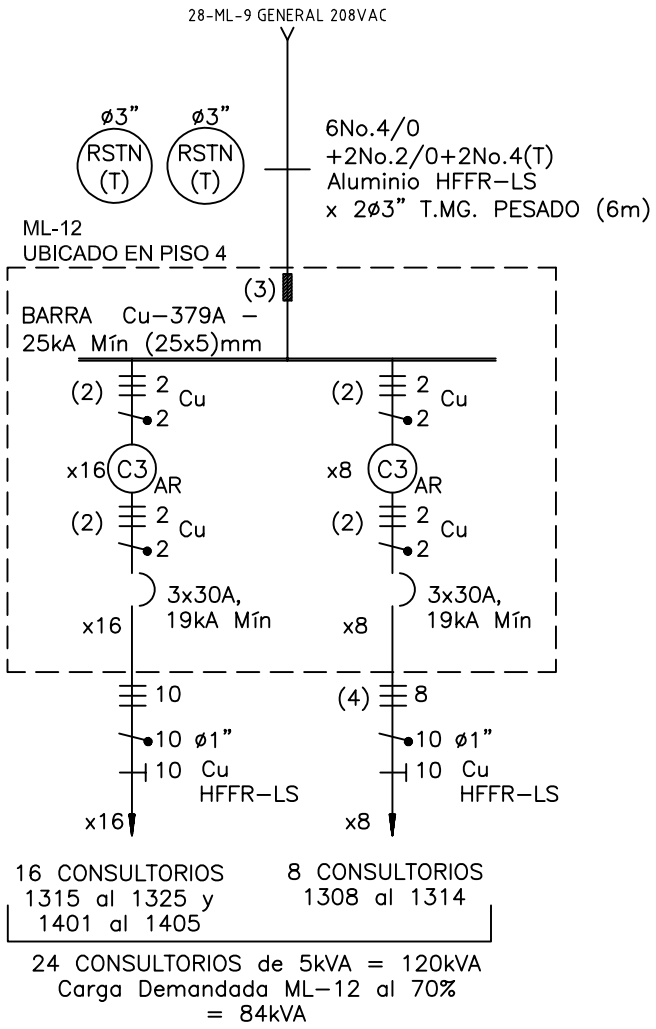 28-ML-9 GENERAL 208VAC
ø3" ø3"
RSTN RSTN
(T) (T)
6No.4/0
+2No.2/0+2No.4(T)
Aluminio HFFR-LS
x 2ø3" T.MG. PESADO (6m)
ML-12
UBICADO EN PISO 4
(3)
BARRA Cu-379A -
25kA Mín (25x5)mm
(2) 2 Cu
2
x16 C3 AR
(2) 2 Cu
2
3x30A,
19kA Mín
x16
10
10 ø1"
10 Cu
HFFR-LS
x16
16 CONSULTORIOS
1315 al 1325 y
1401 al 1405
(2) 2 Cu
2
x8 C3 AR
(2) 2 Cu
2
3x30A,
19kA Mín
x8
(4) 8
10 ø1"
10 Cu
HFFR-LS
x8
8 CONSULTORIOS
1308 al 1314
24 CONSULTORIOS de 5kVA = 120kVA
Carga Demandada ML-12 al 70%
= 84kVA